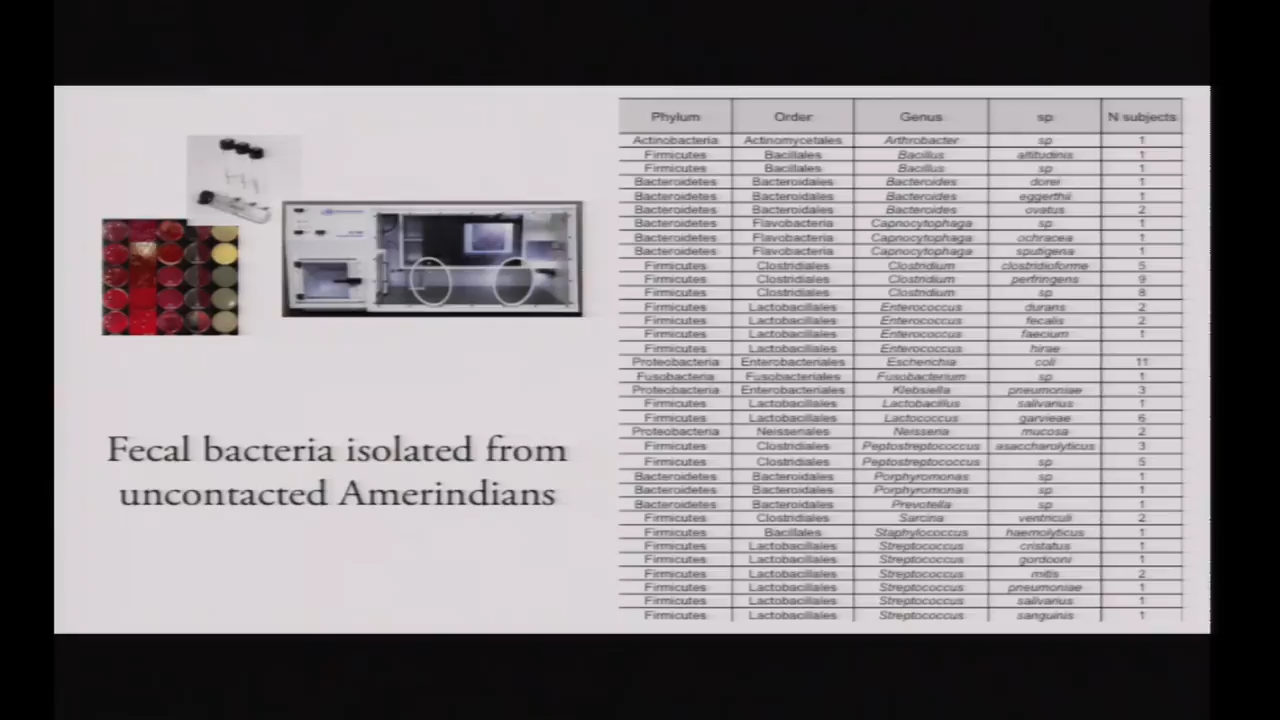 Fecal bacteria isolated from
uncontacted Amerindians
Phylum Order Genus sp N subjects
Actinobacteria Actinomycetales Arthrobacter sp 1
Firmicutes Bacillales Bacillus altitudinis 1
Firmicutes Bacillales Bacillus sp 1
Bacteroidetes Bacteroidales Bacteroides dorei 1
Bacteroidetes Bacteroidales Bacteroides eggerthii 1
Bacteroidetes Bacteroidales Bacteroides ovatus 2
Bacteroidetes Flavobacteria Capnocytophaga sp 1
Bacteroidetes Flavobacteria Capnocytophaga ochracea 1
Bacteroidetes Flavobacteria Capnocytophaga sputigena 1
Firmicutes Clostridiales Clostridium clostridioforme 5
Firmicutes Clostridiales Clostridium perfringens 9
Firmicutes Clostridiales Clostridium sp 8
Firmicutes Lactobacillales Enterococcus durans 2
Firmicutes Lactobacillales Enterococcus fecalis 2
Firmicutes Lactobacillales Enterococcus faecium 1
Firmicutes Lactobacillales Enterococcus hirae
Proteobacteria Enterobacteriales Escherichia coli 11
Fusobacteria Fusobacteriales Fusobacterium sp 1
Proteobacteria Enterobacteriales Klebsiella pneumoniae 3
Firmicutes Lactobacillales Lactobacillus salivarius 1
Firmicutes Lactobacillales Lactococcus garvieae 6
Proteobacteria Neisseriales Neisseria mucosa 2
Firmicutes Clostridiales Peptostreptococcus asaccharolyticus 3
Firmicutes Clostridiales Peptostreptococcus sp 5
Bacteroidetes Bacteroidales Porphyromonas sp 1
Bacteroidetes Bacteroidales Porphyromonas sp 1
Bacteroidetes Bacteroidales Prevotella sp 1
Firmicutes Clostridiales Sarcina ventriculi 2
Firmicutes Bacillales Staphylococcus haemolyticus 1
Firmicutes Lactobacillales Streptococcus cristatus 1
Firmicutes Lactobacillales Streptococcus gordooni 1
Firmicutes Lactobacillales Streptococcus mitis 2
Firmicutes Lactobacillales Streptococcus pneumoniae 1
Firmicutes Lactobacillales Streptococcus salivarius 1
Firmicutes Lactobacillales Streptococcus sanguinis 1